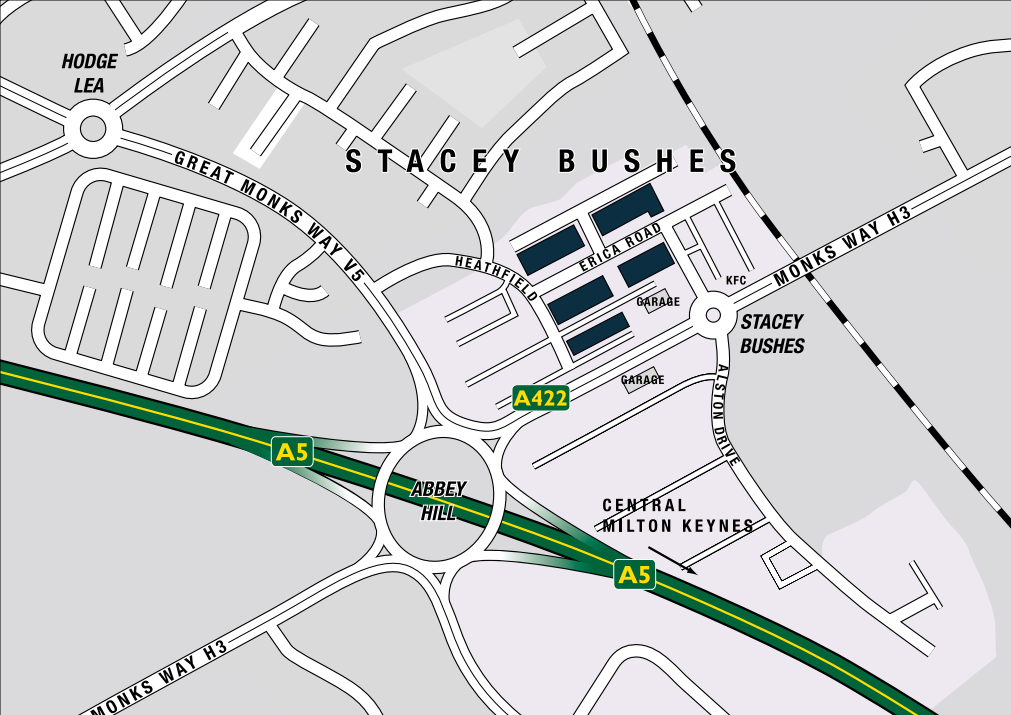 HODGE
LEA
STACEY BUSHES
GREAT MONKS WAY V5
MONKS WAY H3
ERICA ROAD
HEATHFIELD
KFC
GARAGE
STACEY
BUSHES
GARAGE
A422
ALSTON DRIVE
A5
ABBEY
HILL
CENTRAL
MILTON KEYNES
A5
MONKS WAY H3